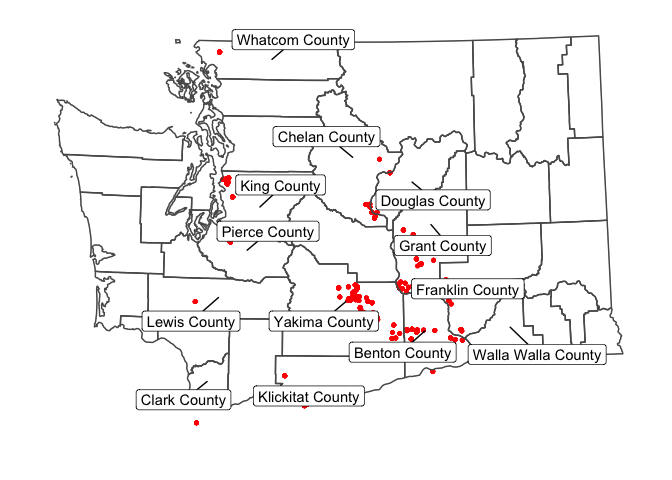 Whatcom County
Chelan County
King County
Douglas County
Pierce County
Grant County
Franklin County
Lewis County
Yakima County
Benton County
Walla Walla County
Clark County
Klickitat County